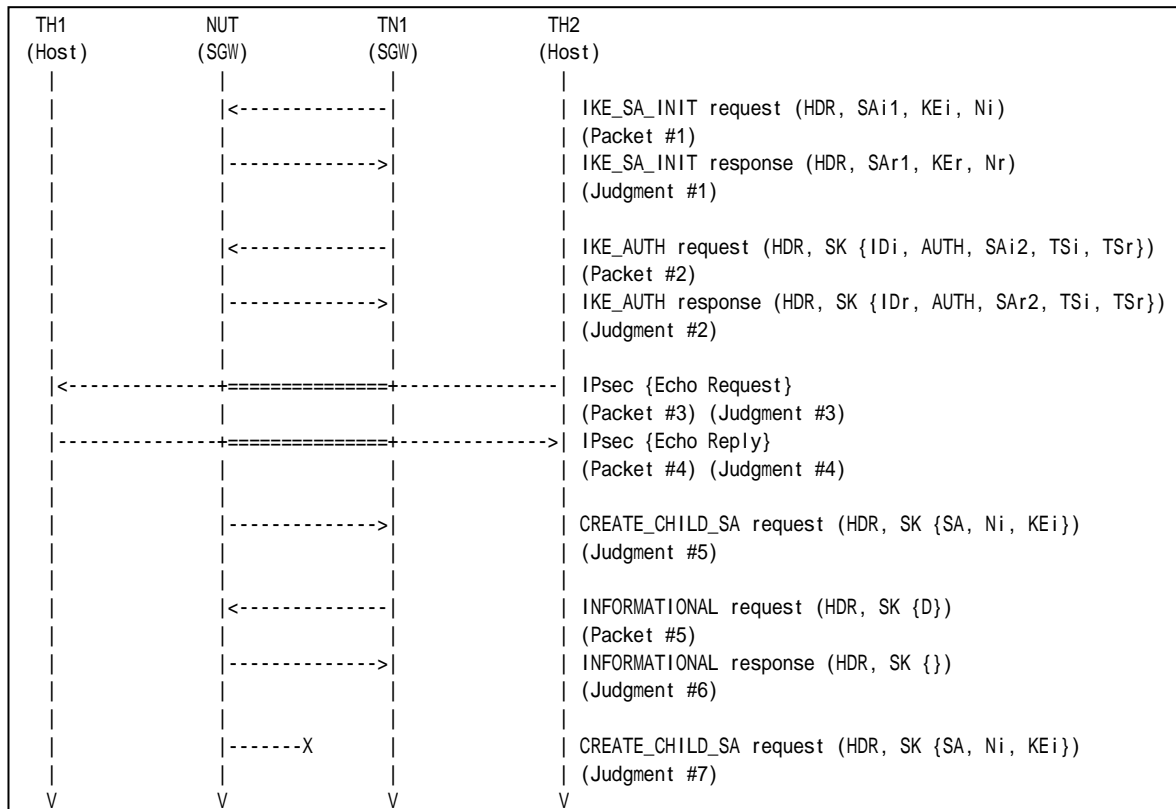 TH1 NUT TN1 TH2
(Host) (SGW) (SGW) (Host)
| | | |
| |<--------------| | IKE_SA_INIT request (HDR, SAi1, KEi, Ni)
| | | | (Packet #1)
| |-------------->| | IKE_SA_INIT response (HDR, SAr1, KEr, Nr)
| | | | (Judgment #1)
| | | |
| |<--------------| | IKE_AUTH request (HDR, SK {IDi, AUTH, SAi2, TSi, TSr})
| | | | (Packet #2)
| |-------------->| | IKE_AUTH response (HDR, SK {IDr, AUTH, SAr2, TSi, TSr})
| | | | (Judgment #2)
| | | |
|<--------------+===============+--------------| IPsec {Echo Request}
| | | | (Packet #3) (Judgment #3)
|---------------+===============+------------->| IPsec {Echo Reply}
| | | | (Packet #4) (Judgment #4)
| | | |
| |-------------->| | CREATE_CHILD_SA request (HDR, SK {SA, Ni, KEi})
| | | | (Judgment #5)
| | | |
| |<--------------| | INFORMATIONAL request (HDR, SK {D})
| | | | (Packet #5)
| |-------------->| | INFORMATIONAL response (HDR, SK {})
| | | | (Judgment #6)
| | | |
| |-------X | | CREATE_CHILD_SA request (HDR, SK {SA, Ni, KEi})
| | | | (Judgment #7)
V V V V